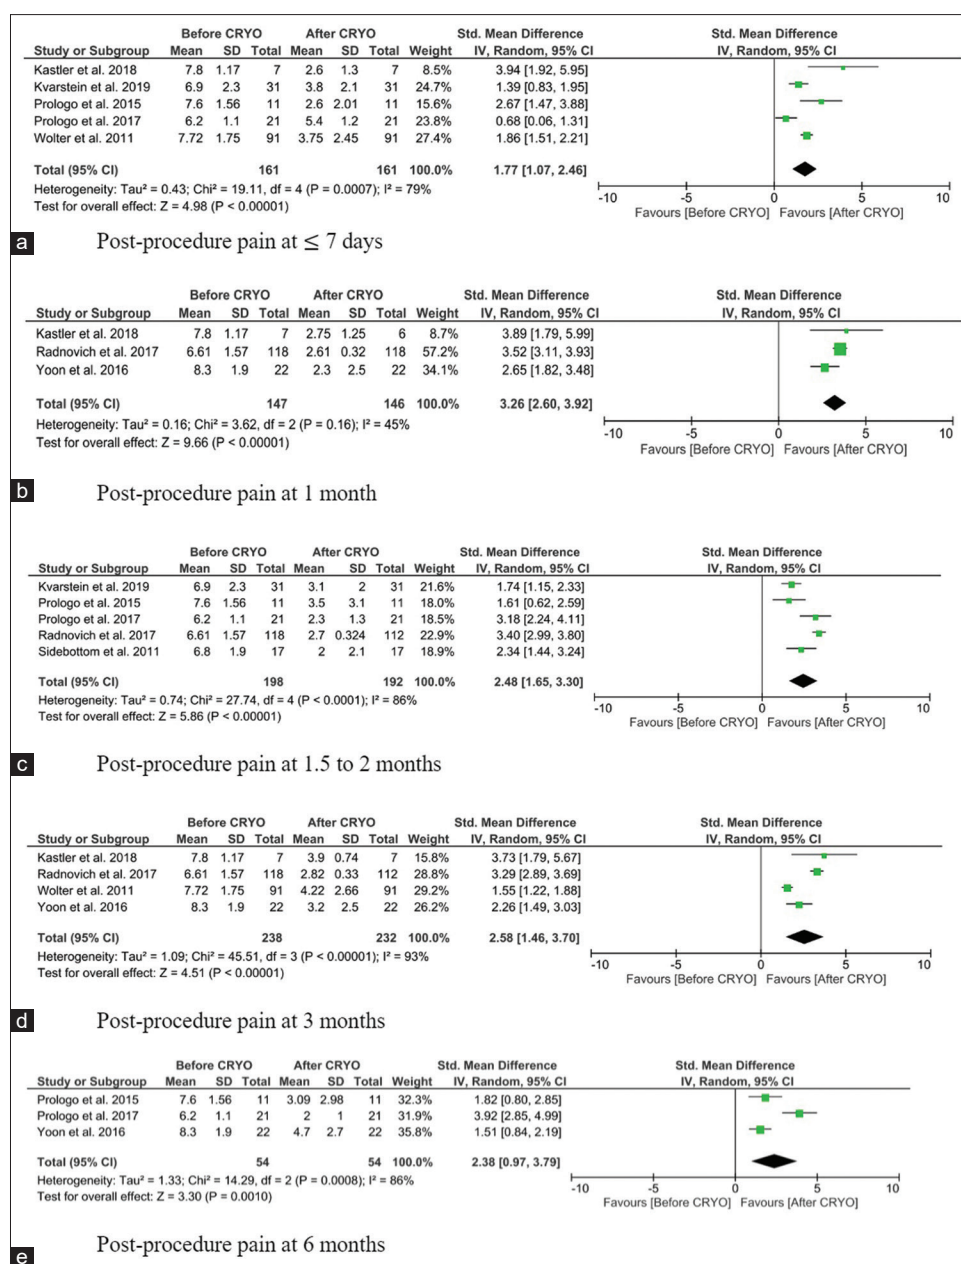 Before CRYO After CRYO Std. Mean Difference Std. Mean Difference
Study or Subgroup Mean SD Total Mean SD Total Weight IV, Random, 95% CI IV, Random, 95% CI
Kastler et al. 2018 7.8 1.17 7 2.6 1.3 7 8.5% 3.94 [1.92, 5.95]
Kvarstein et al. 2019 6.9 2.3 31 3.8 2.1 31 24.7% 1.39 [0.83, 1.95]
Prologo et al. 2015 7.6 1.56 11 2.6 2.01 11 15.6% 2.67 [1.47, 3.88]
Prologo et al. 2017 6.2 1.1 21 5.4 1.2 21 23.8% 0.68 [0.06, 1.31]
Wolter et al. 2011 7.72 1.75 91 3.75 2.45 91 27.4% 1.86 [1.51, 2.21]
Total (95% CI) 161 161 100.0% 1.77 [1.07, 2.46]
Heterogeneity: Tau² = 0.43; Chi² = 19.11, df = 4 (P = 0.0007); I² = 79%
Test for overall effect: Z = 4.98 (P < 0.00001)
-10 -5 0 5 10
Favours [Before CRYO] Favours [After CRYO]
a Post-procedure pain at ≤ 7 days
Before CRYO After CRYO Std. Mean Difference Std. Mean Difference
Study or Subgroup Mean SD Total Mean SD Total Weight IV, Random, 95% CI IV, Random, 95% CI
Kastler et al. 2018 7.8 1.17 7 2.75 1.25 6 8.7% 3.89 [1.79, 5.99]
Radnovich et al. 2017 6.61 1.57 118 2.61 0.32 118 57.2% 3.52 [3.11, 3.93]
Yoon et al. 2016 8.3 1.9 22 2.3 2.5 22 34.1% 2.65 [1.82, 3.48]
Total (95% CI) 147 146 100.0% 3.26 [2.60, 3.92]
Heterogeneity: Tau² = 0.16; Chi² = 3.62, df = 2 (P = 0.16); I² = 45%
Test for overall effect: Z = 9.66 (P < 0.00001)
-10 -5 0 5 10
Favours [Before CRYO] Favours [After CRYO]
b Post-procedure pain at 1 month
Before CRYO After CRYO Std. Mean Difference Std. Mean Difference
Study or Subgroup Mean SD Total Mean SD Total Weight IV, Random, 95% CI IV, Random, 95% CI
Kvarstein et al. 2019 6.9 2.3 31 3.1 2 31 21.6% 1.74 [1.15, 2.33]
Prologo et al. 2015 7.6 1.56 11 3.5 3.1 11 18.0% 1.61 [0.62, 2.59]
Prologo et al. 2017 6.2 1.1 21 2.3 1.3 21 18.5% 3.18 [2.24, 4.11]
Radnovich et al. 2017 6.61 1.57 118 2.7 0.324 112 22.9% 3.40 [2.99, 3.80]
Sidebottom et al. 2011 6.8 1.9 17 2 2.1 17 18.9% 2.34 [1.44, 3.24]
Total (95% CI) 198 192 100.0% 2.48 [1.65, 3.30]
Heterogeneity: Tau² = 0.74; Chi² = 27.74, df = 4 (P < 0.0001); I² = 86%
Test for overall effect: Z = 5.86 (P < 0.00001)
-10 -5 0 5 10
Favours [Before CRYO] Favours [After CRYO]
c Post-procedure pain at 1.5 to 2 months
Before CRYO After CRYO Std. Mean Difference Std. Mean Difference
Study or Subgroup Mean SD Total Mean SD Total Weight IV, Random, 95% CI IV, Random, 95% CI
Kastler et al. 2018 7.8 1.17 7 3.9 0.74 7 15.8% 3.73 [1.79, 5.67]
Radnovich et al. 2017 6.61 1.57 118 2.82 0.33 112 28.8% 3.29 [2.89, 3.69]
Wolter et al. 2011 7.72 1.75 91 4.22 2.66 91 29.2% 1.55 [1.22, 1.88]
Yoon et al. 2016 8.3 1.9 22 3.2 2.5 22 26.2% 2.26 [1.49, 3.03]
Total (95% CI) 238 232 100.0% 2.58 [1.46, 3.70]
Heterogeneity: Tau² = 1.09; Chi² = 45.51, df = 3 (P < 0.00001); I² = 93%
Test for overall effect: Z = 4.51 (P < 0.00001)
-10 -5 0 5 10
Favours [Before CRYO] Favours [After CRYO]
d Post-procedure pain at 3 months
Before CRYO After CRYO Std. Mean Difference Std. Mean Difference
Study or Subgroup Mean SD Total Mean SD Total Weight IV, Random, 95% CI IV, Random, 95% CI
Prologo et al. 2015 7.6 1.56 11 3.09 2.98 11 32.3% 1.82 [0.80, 2.85]
Prologo et al. 2017 6.2 1.1 21 2 1 21 31.9% 3.92 [2.85, 4.99]
Yoon et al. 2016 8.3 1.9 22 4.7 2.7 22 35.8% 1.51 [0.84, 2.19]
Total (95% CI) 54 54 100.0% 2.38 [0.97, 3.79]
Heterogeneity: Tau² = 1.33; Chi² = 14.29, df = 2 (P = 0.0008); I² = 86%
Test for overall effect: Z = 3.30 (P = 0.0010)
-10 -5 0 5 10
Favours [Before CRYO] Favours [After CRYO]
e Post-procedure pain at 6 months